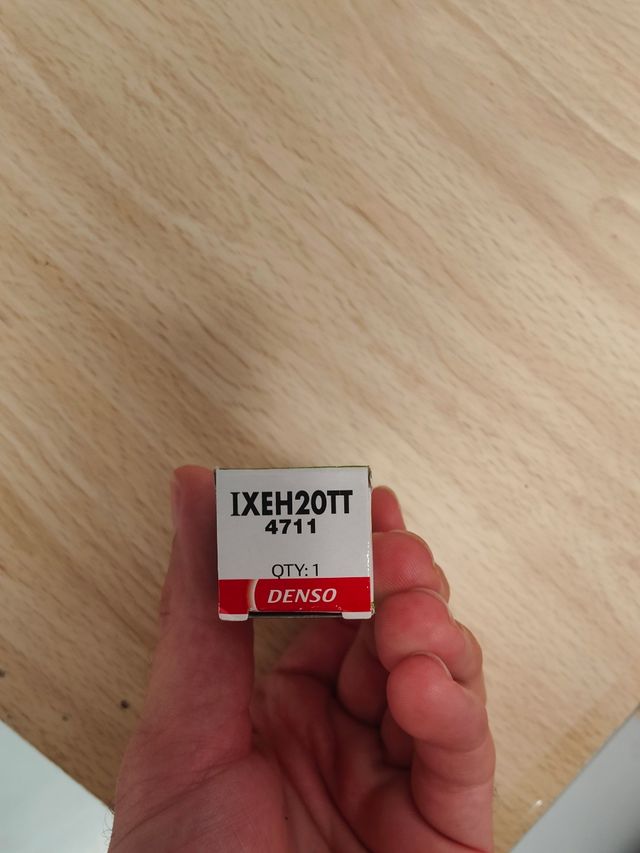 IXEH20TT
4711
QTY: 1
DENSO